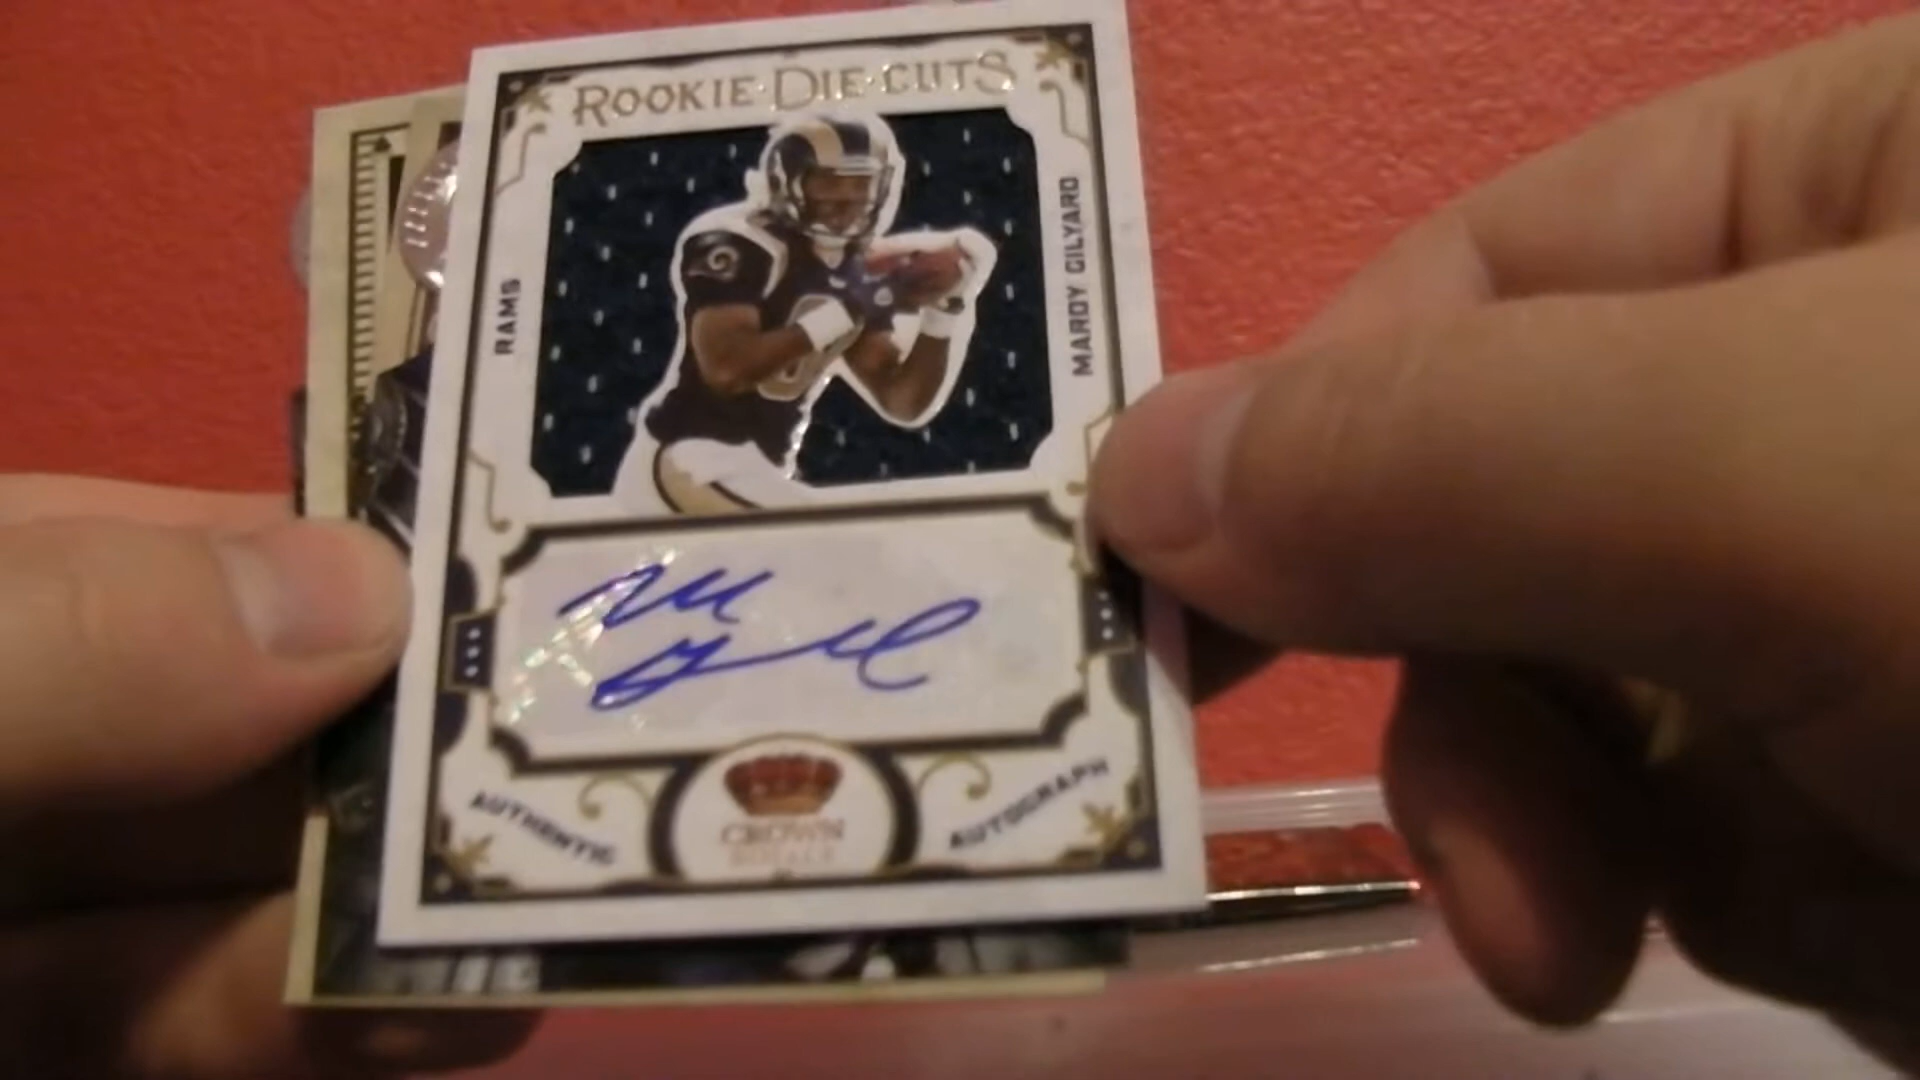 ROOKIE·DIE·CUTS
RAMS
MARDY GILYARD
AUTHENTIC
AUTOGRAPH
CROWN
ROYALE